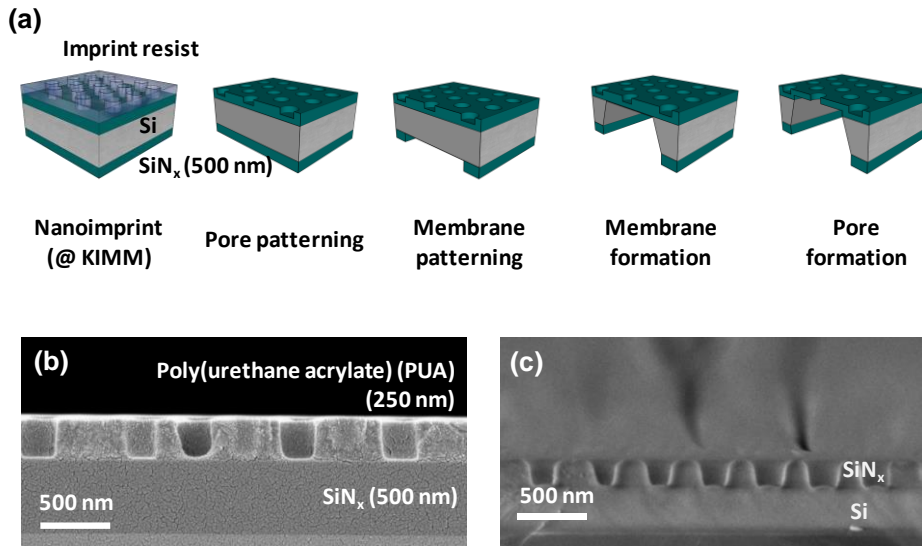 (a)
Imprint resist
Si
SiNx (500 nm)
Nanoimprint
(@ KIMM)
Pore patterning
Membrane
patterning
Membrane
formation
Pore
formation
(b)
Poly(urethane acrylate) (PUA)
(250 nm)
SiNx (500 nm)
500 nm
(c)
SiNx
500 nm
Si